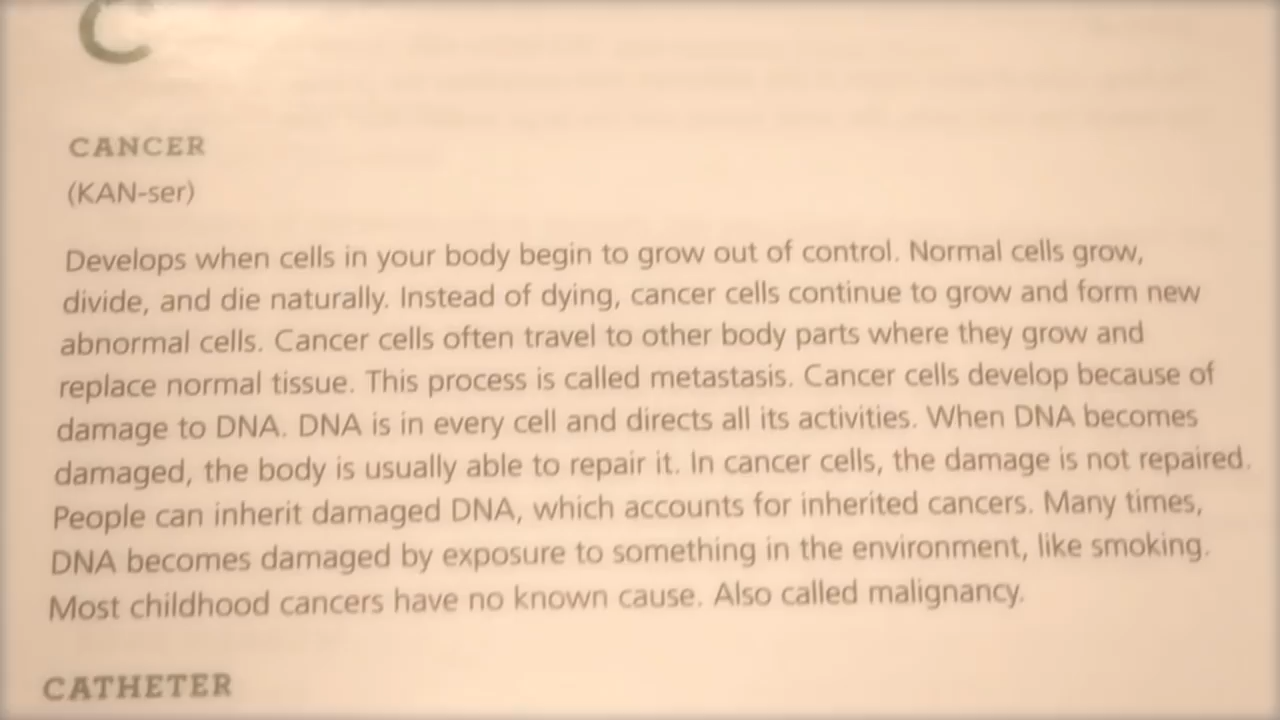 C
CANCER
(KAN-ser)
Develops when cells in your body begin to grow out of control. Normal cells grow,
divide, and die naturally. Instead of dying, cancer cells continue to grow and form new
abnormal cells. Cancer cells often travel to other body parts where they grow and
replace normal tissue. This process is called metastasis. Cancer cells develop because of
damage to DNA. DNA is in every cell and directs all its activities. When DNA becomes
damaged, the body is usually able to repair it. In cancer cells, the damage is not repaired.
People can inherit damaged DNA, which accounts for inherited cancers. Many times,
DNA becomes damaged by exposure to something in the environment, like smoking.
Most childhood cancers have no known cause. Also called malignancy.
CATHETER